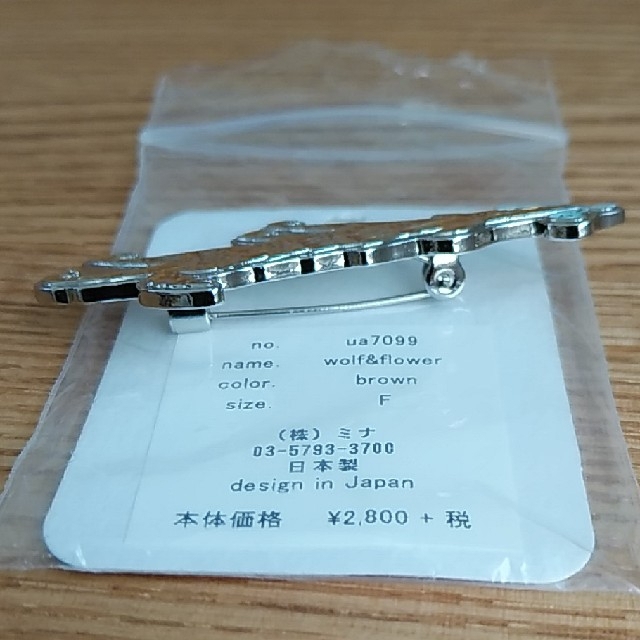 no. ua7099
name. wolf&flower
color. brown
size. F
(株) ミナ
03-5793-3700
日本製
design in Japan
本体価格 ¥2,800 + 税